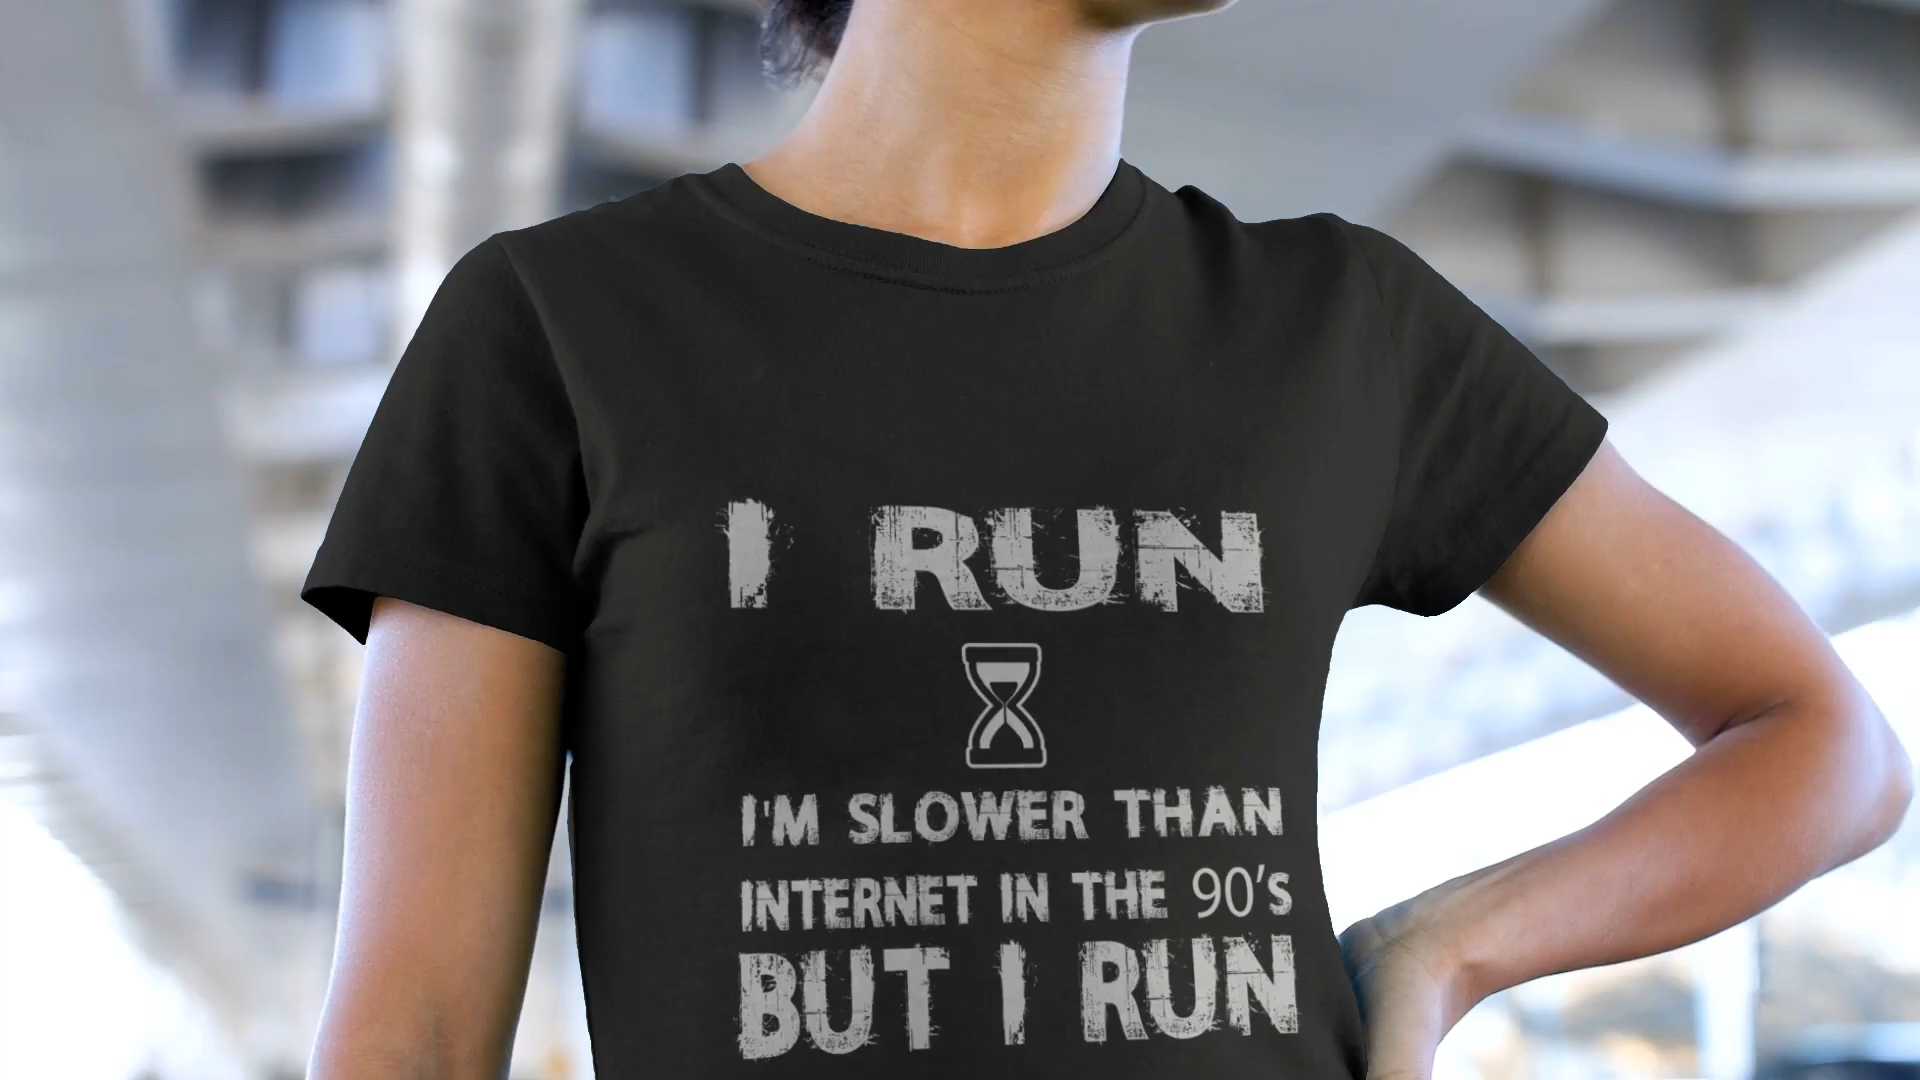 I RUN
I'M SLOWER THAN
INTERNET IN THE 90'S
BUT I RUN